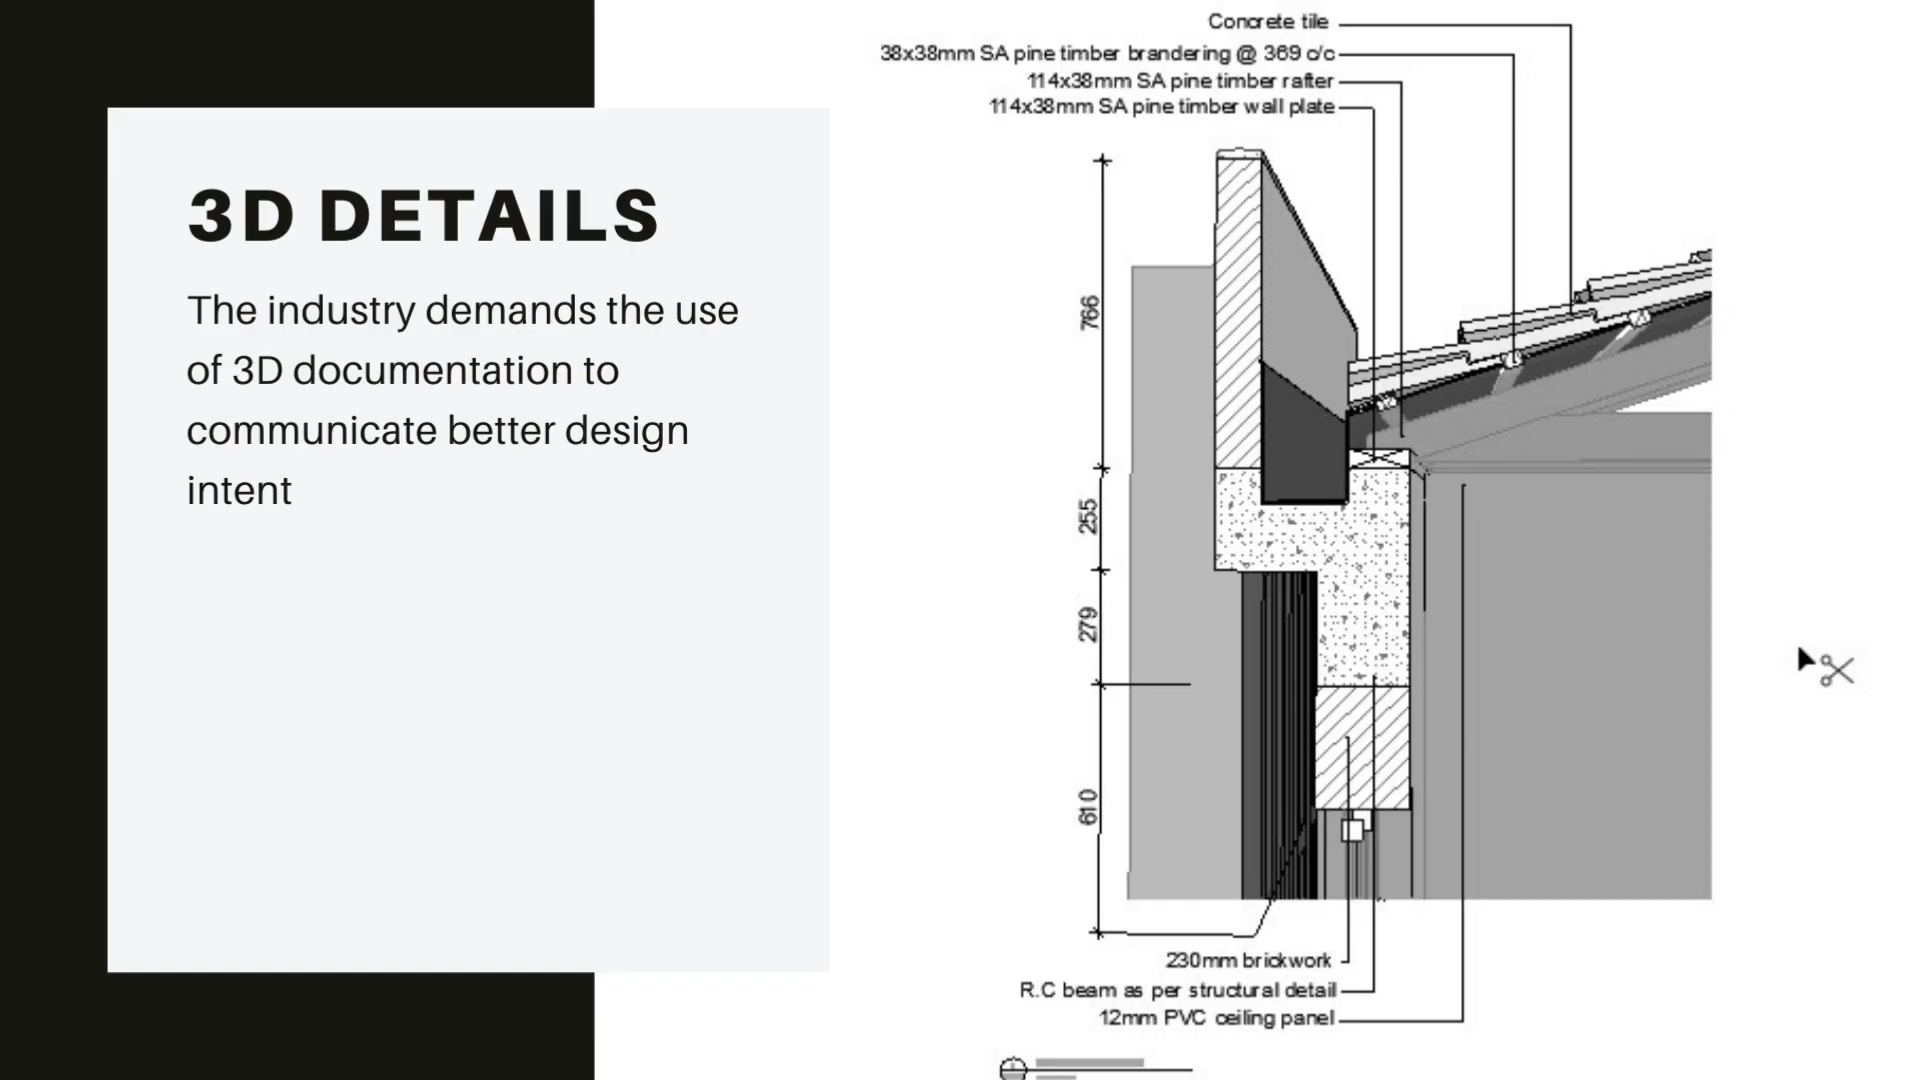 3D DETAILS
The industry demands the use
of 3D documentation to
communicate better design
intent
Concrete tile
38x38mm SA pine timber brandering @ 369 c/c
114x38mm SA pine timber rafter
114x38mm SA pine timber wall plate
766
255
279
610
230mm brickwork
R.C beam as per structural detail
12mm PVC ceiling panel